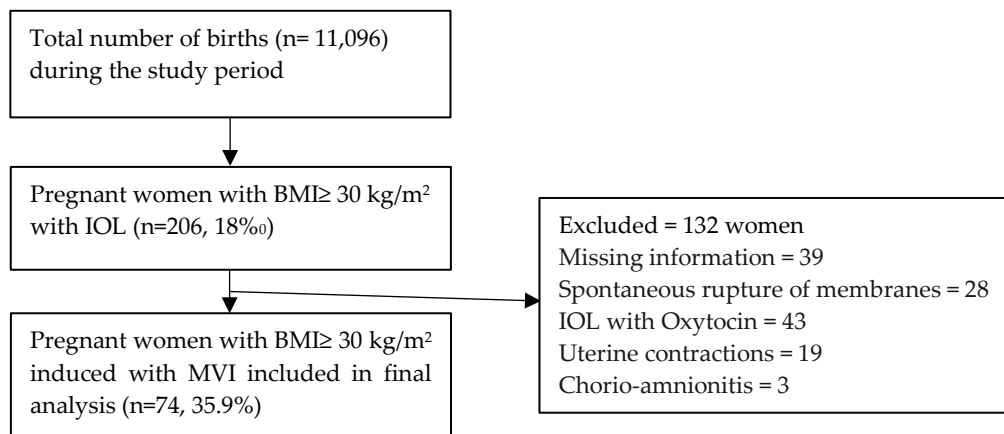 Total number of births (n= 11,096)
during the study period
Pregnant women with BMI≥ 30 kg/m²
with IOL (n=206, 18‰)
Excluded = 132 women
Missing information = 39
Spontaneous rupture of membranes = 28
IOL with Oxytocin = 43
Uterine contractions = 19
Chorio-amnionitis = 3
Pregnant women with BMI≥ 30 kg/m²
induced with MVI included in final
analysis (n=74, 35.9%)